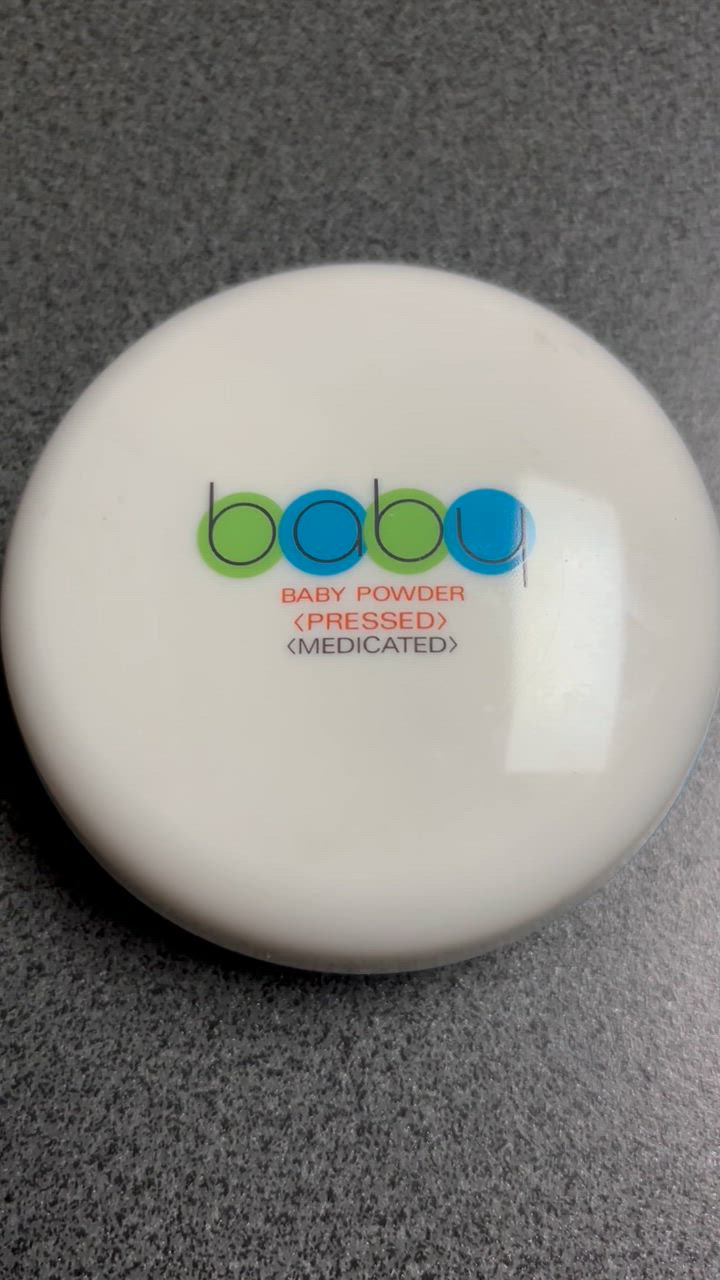 baby
BABY POWDER
〈PRESSED〉
〈MEDICATED〉